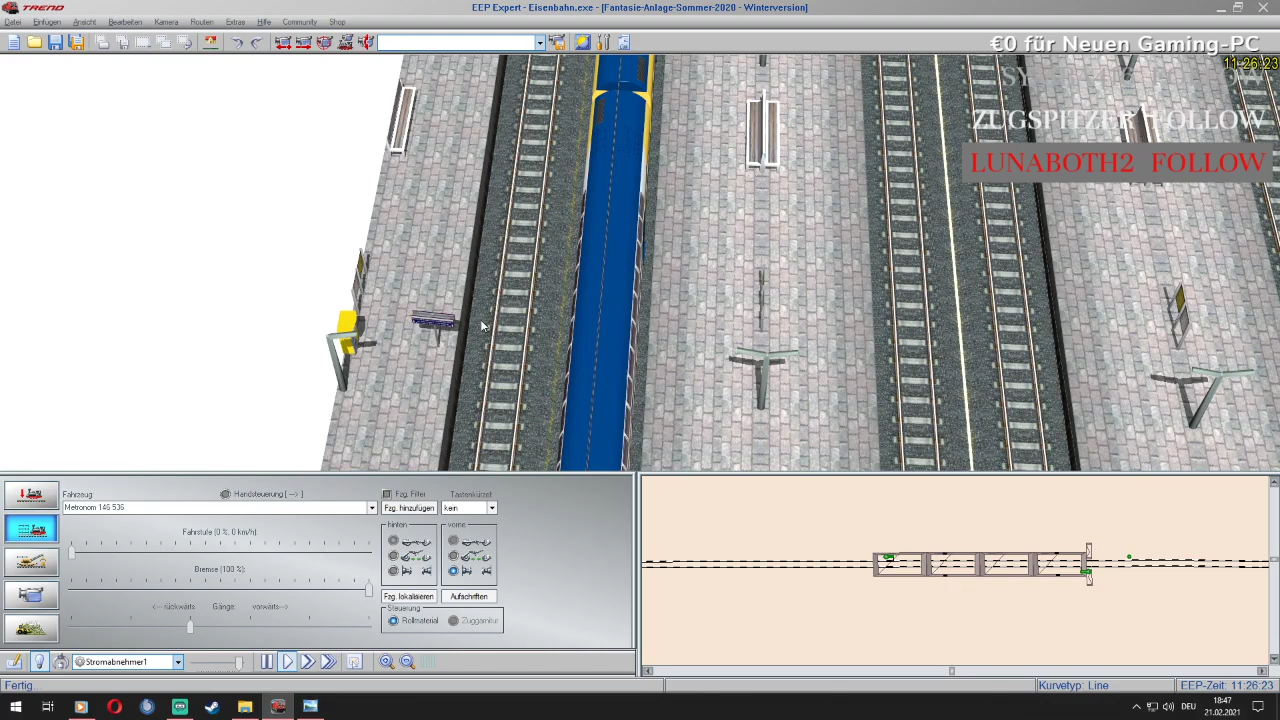 TREND
EEP Expert - Eisenbahn.exe - [Fantasie-Anlage-Sommer-2020 - Winterversion]
Datei Einfügen Ansicht Bearbeiten Kamera Routen Extras Hilfe Community Shop
€0 für Neuen Gaming-PC
11:26:23
ZUGSPITZER FOLLOW
LUNABOTH2 FOLLOW
Fahrzeug: Handsteuerung [ --> ] Fzg. Filter Tastenkürzel
Metronom 146 536 Fzg. hinzufügen kein
hinten vorne
Fahrstufe (0 %, 0 km/h):
Bremse (100 %):
Fzg. lokalisieren Aufschriften
<--- rückwärts Gänge: vorwärts--->
Steuerung
Rollmaterial Zuggarnitur
Stromabnehmer1
Fertig...
Kurvetyp: Line
EEP-Zeit: 11:26:23
DEU
18:47
21.02.2021